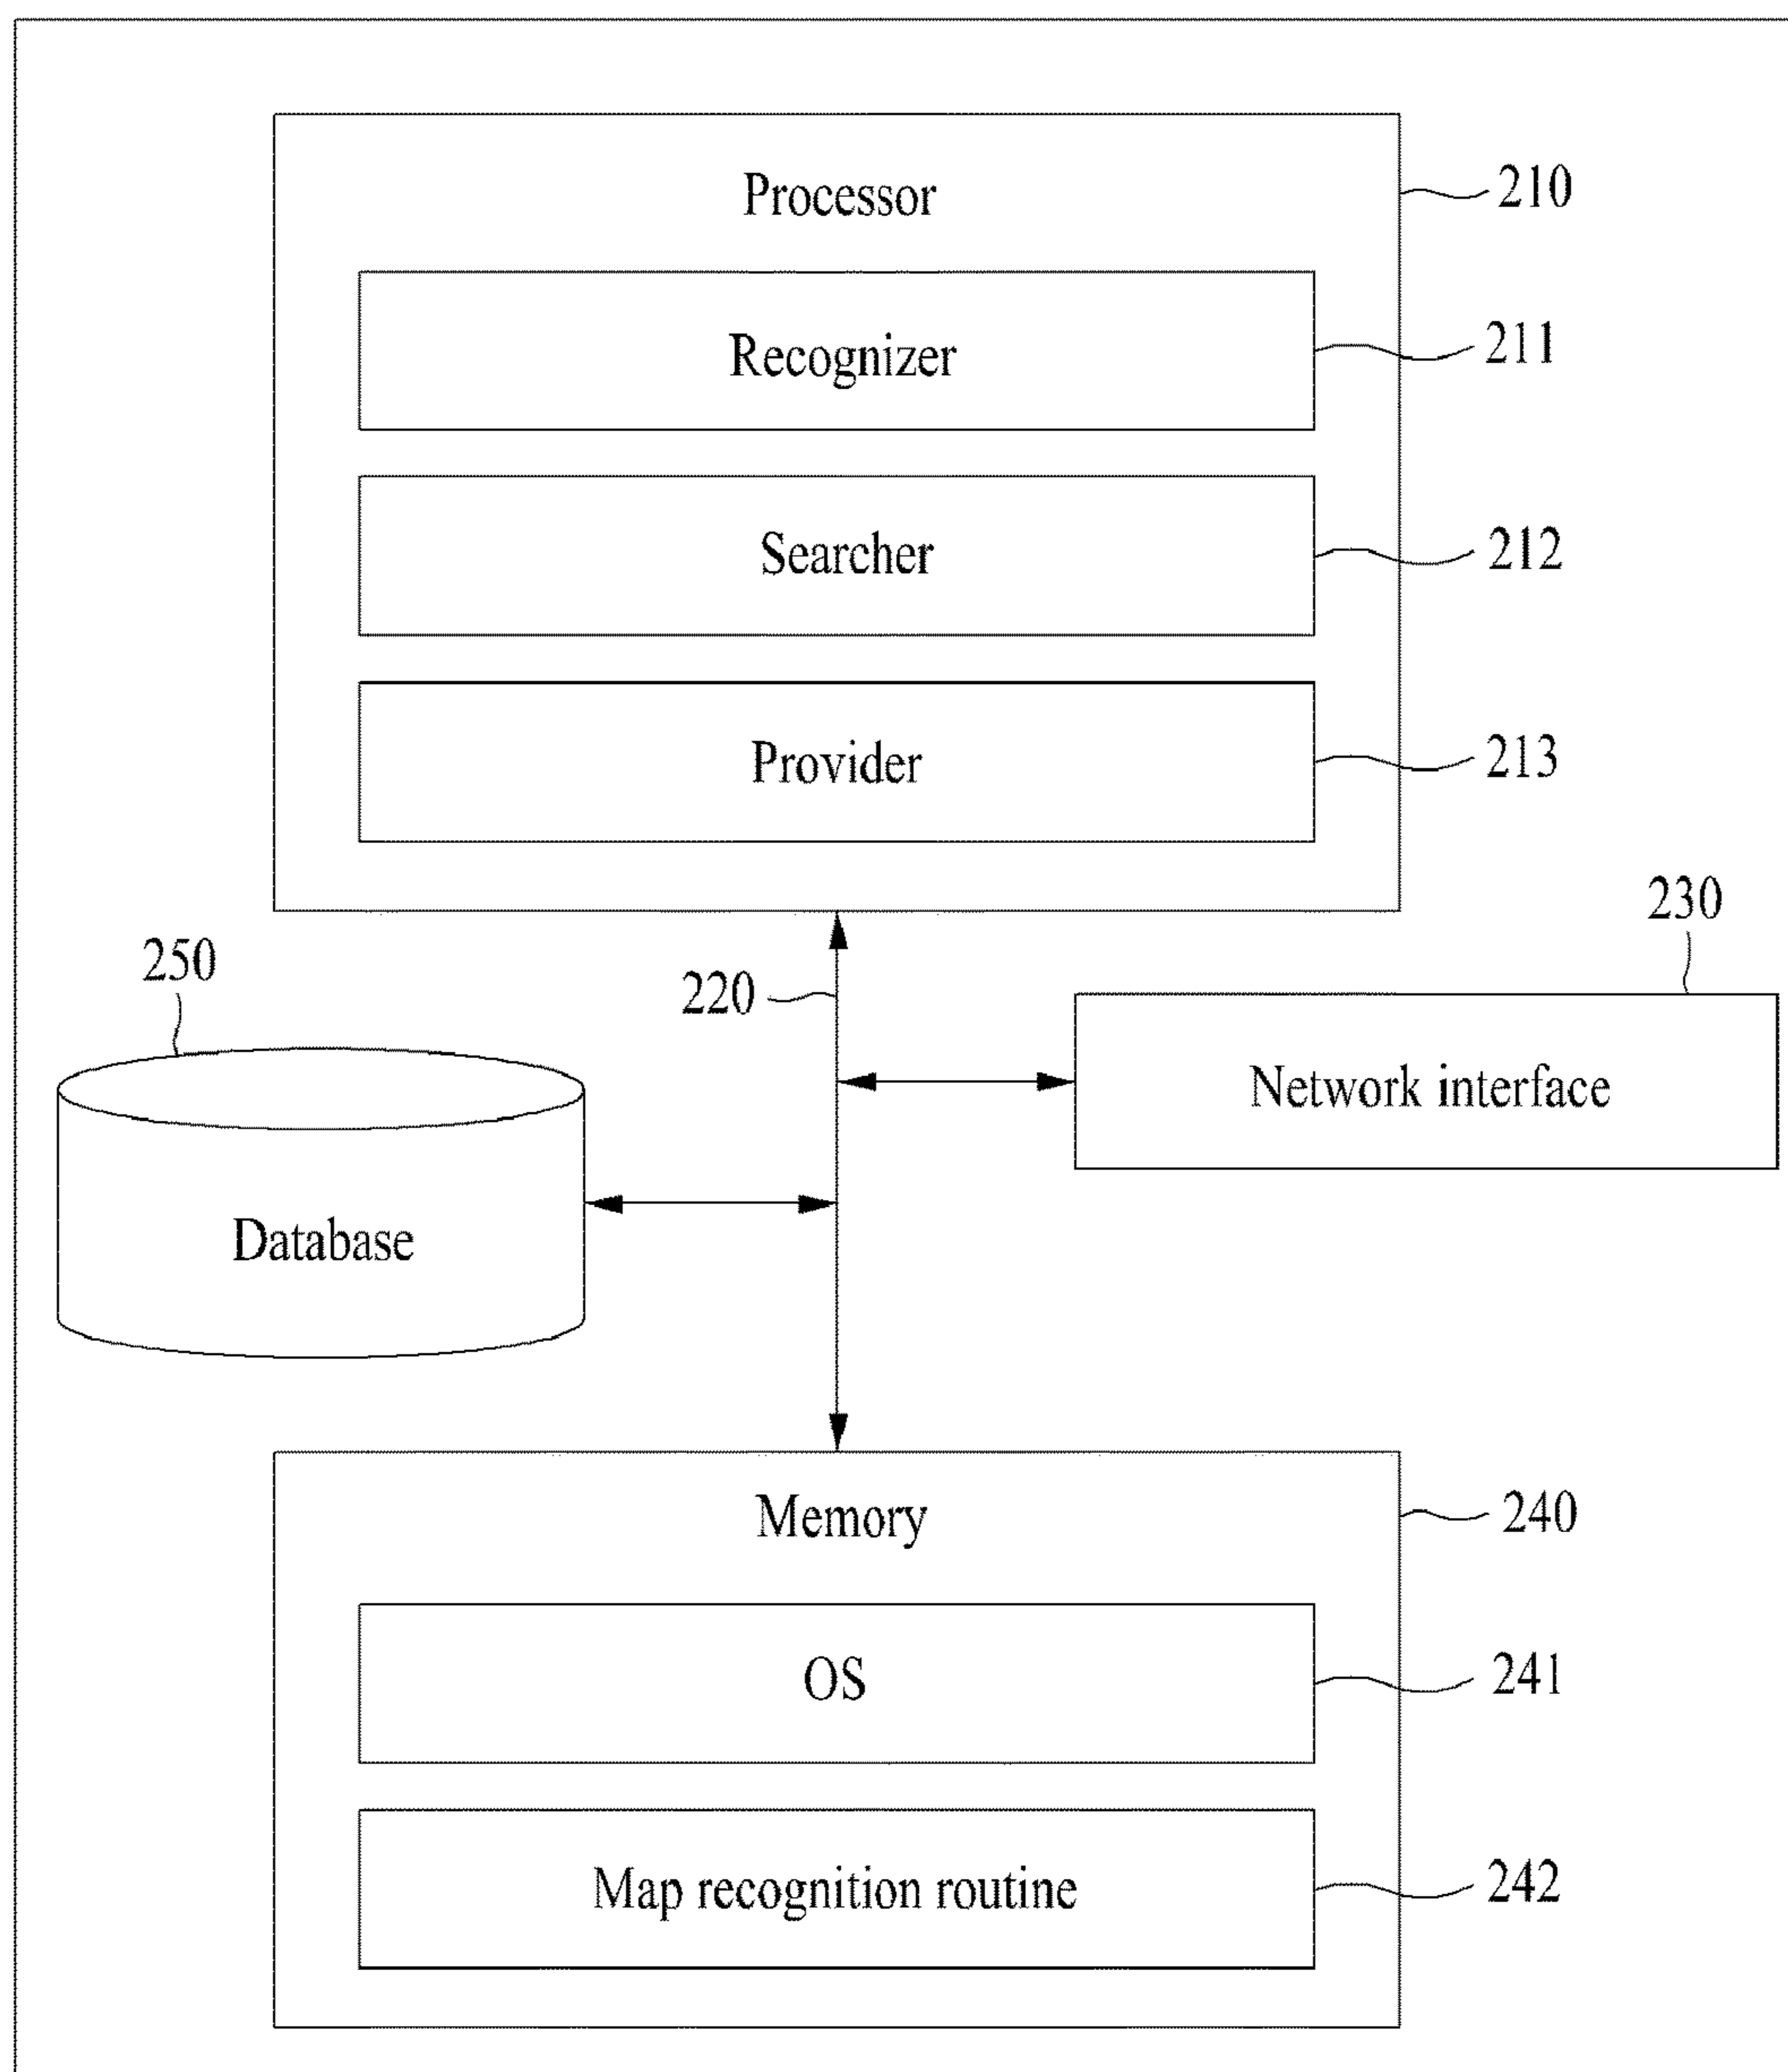 Processor
210
Recognizer
211
Searcher
212
Provider
213
230
250
220
Network interface
Database
Memory
240
OS
241
Map recognition routine
242